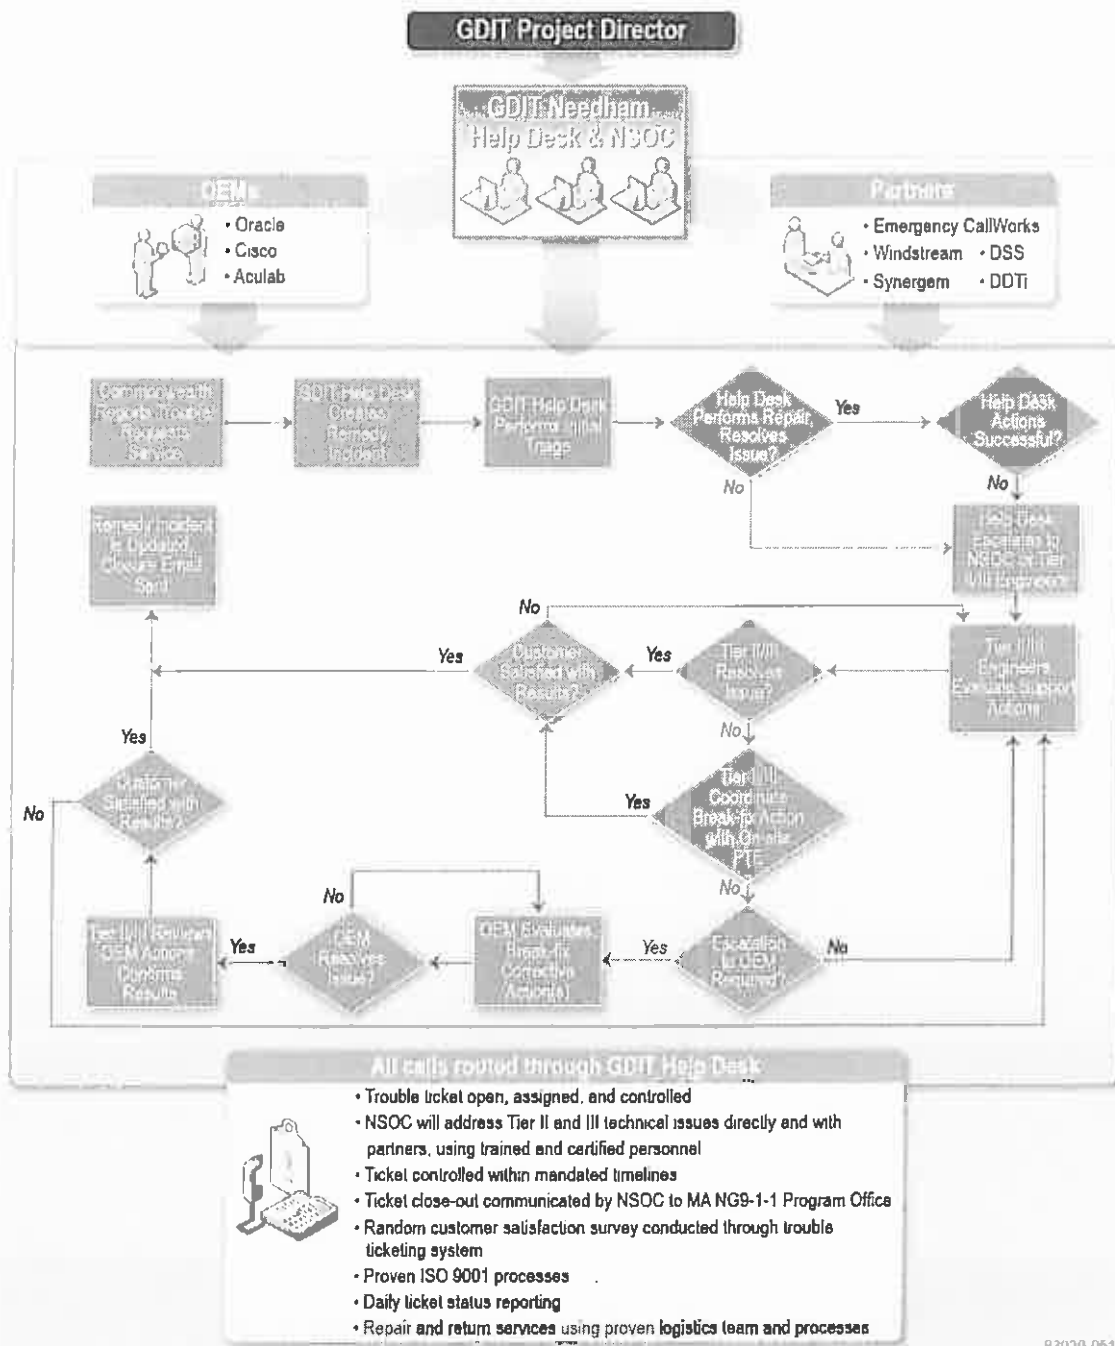 GDIT Project Director
GDIT Needham
Help Desk & NSOC
OEMs
• Oracle
• Cisco
• Aculab
Partners
• Emergency CallWorks
• Windstream • DSS
• Synergem • DDTi
Commonwealth
Reports Trouble
Requests
Service
GDIT Help Desk
Creates
Remedy
Incident
GDIT Help Desk
Performs Initial
Triage
Help Desk
Performs Repair,
Resolves
Issue?
Yes
No
Help Desk
Actions
Successful?
No
Remedy Incident
is Updated,
Closure Email
Sent
Help Desk
Escalates to
NSOC or Tier
II/III Engineers
No
Yes
Customer
Satisfied with
Results?
Yes
Tier II/III
Resolves
Issue?
No
Tier II/III
Engineers
Evaluate Support
Actions
Yes
Customer
Satisfied with
Results?
No
Yes
Tier II/III
Coordinate
Break-fix Action
with On-site
PTE
No
Tier II/III Reviews
OEM Actions
Confirms
Results
Yes
No
OEM
Resolves
Issue?
OEM Evaluates
Break-fix
Corrective
Action(s)
Yes
Escalation
to OEM
Required?
No
All calls routed through GDIT Help Desk
• Trouble ticket open, assigned, and controlled
• NSOC will address Tier II and III technical issues directly and with
partners, using trained and certified personnel
• Ticket controlled within mandated timelines
• Ticket close-out communicated by NSOC to MA NG9-1-1 Program Office
• Random customer satisfaction survey conducted through trouble
ticketing system
• Proven ISO 9001 processes
• Daily ticket status reporting
• Repair and return services using proven logistics team and processes